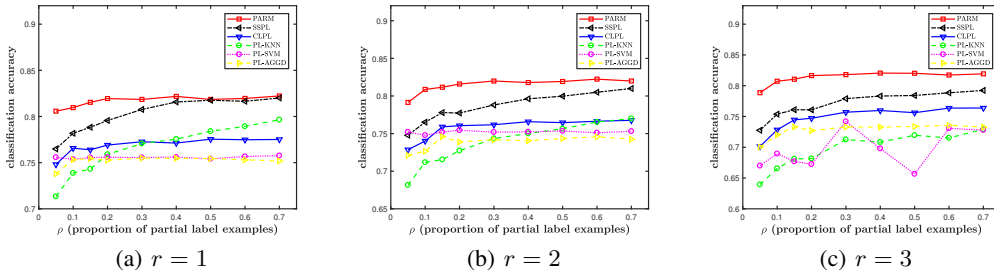 classification accuracy
0.9
0.85
0.8
0.75
0.7
0 0.1 0.2 0.3 0.4 0.5 0.6 0.7
ρ (proportion of partial label examples)
PARM
SSPL
CLPL
PL-KNN
PL-SVM
PL-AGGD
(a) r = 1
classification accuracy
0.9
0.85
0.8
0.75
0.7
0.65
0 0.1 0.2 0.3 0.4 0.5 0.6 0.7
ρ (proportion of partial label examples)
PARM
SSPL
CLPL
PL-KNN
PL-SVM
PL-AGGD
(b) r = 2
classification accuracy
0.9
0.85
0.8
0.75
0.7
0.65
0 0.1 0.2 0.3 0.4 0.5 0.6 0.7
ρ (proportion of partial label examples)
PARM
SSPL
CLPL
PL-KNN
PL-SVM
PL-AGGD
(c) r = 3